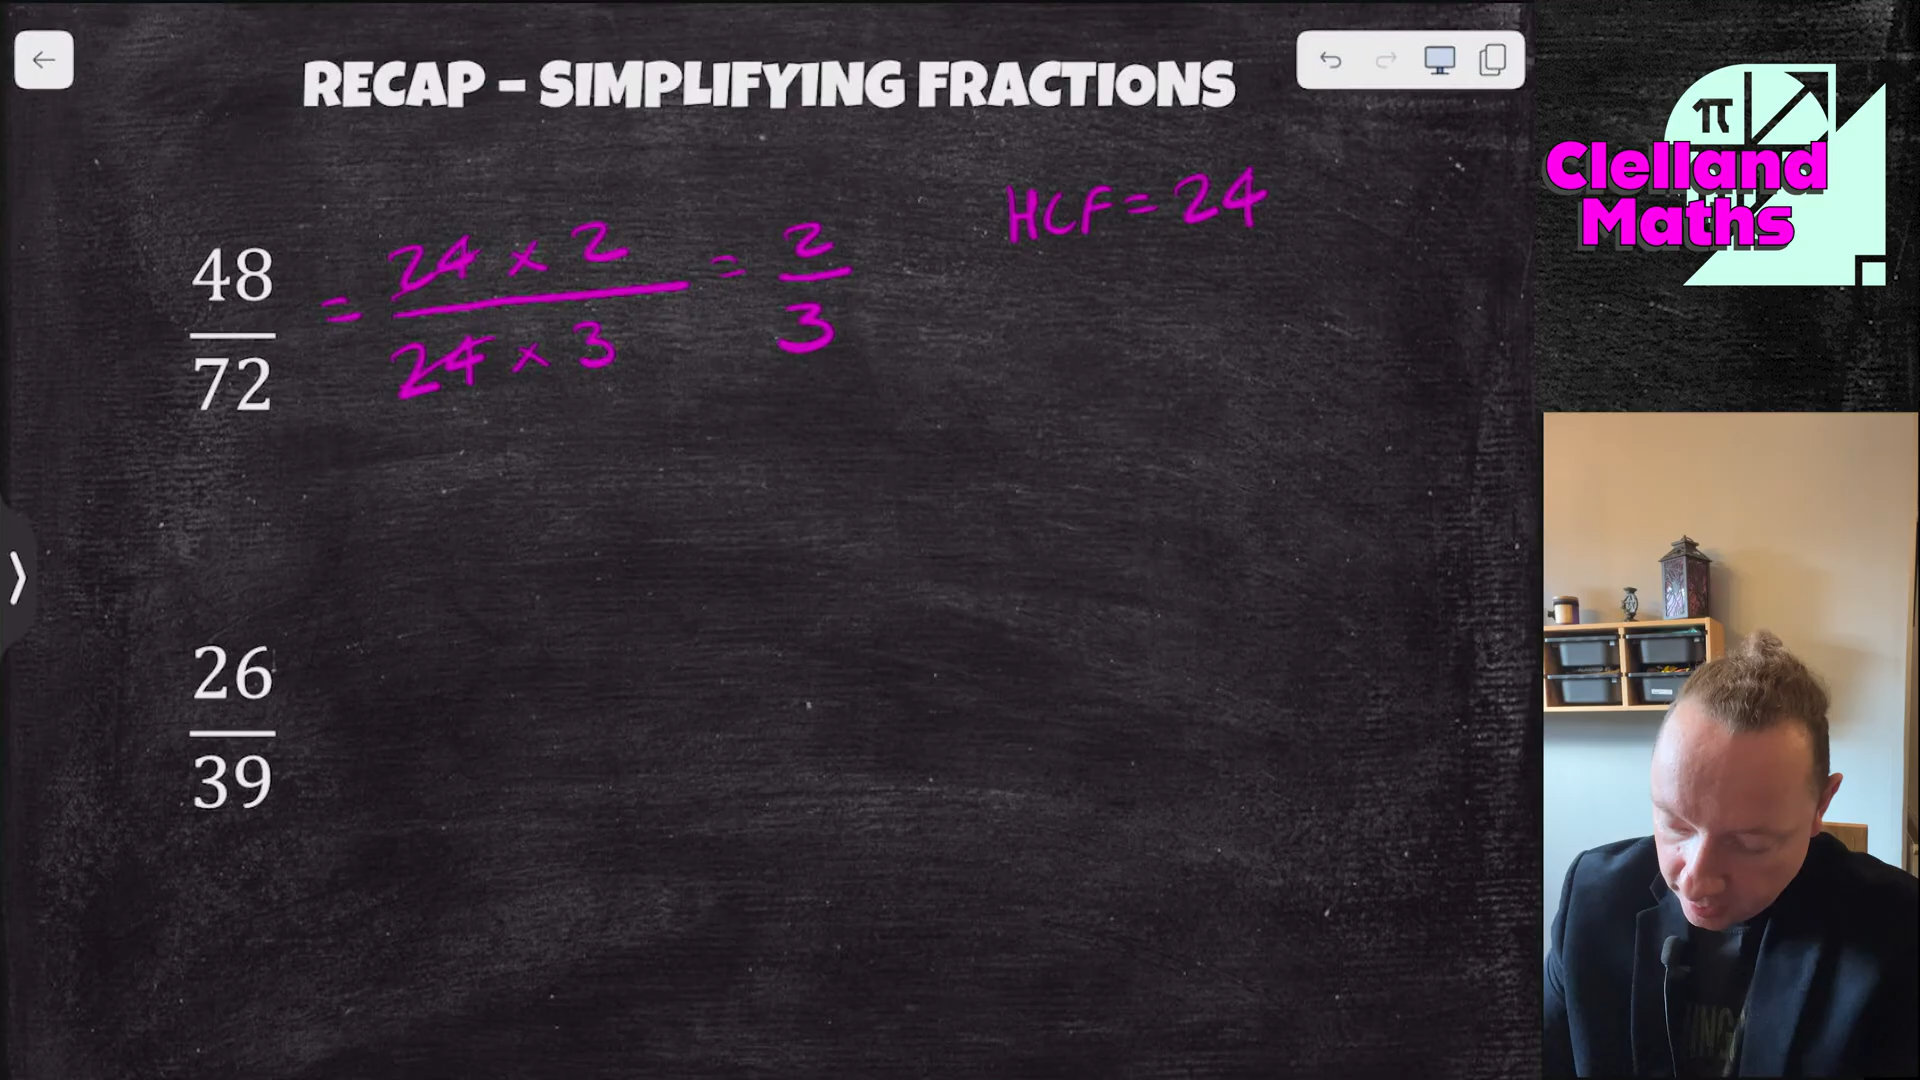 RECAP – SIMPLIFYING FRACTIONS
π
Clelland
Maths
HCF = 24
48/72 = 24 × 2/24 × 3 = 2/3
26/39